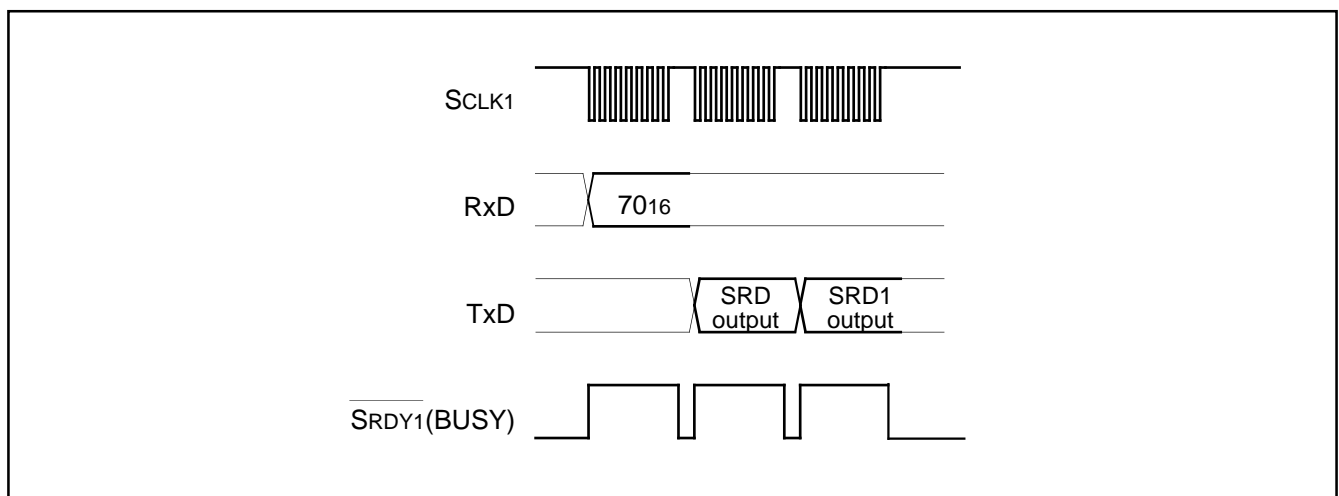 SCLK1
RxD
7016
TxD
SRD
output
SRD1
output
SRDY1(BUSY)